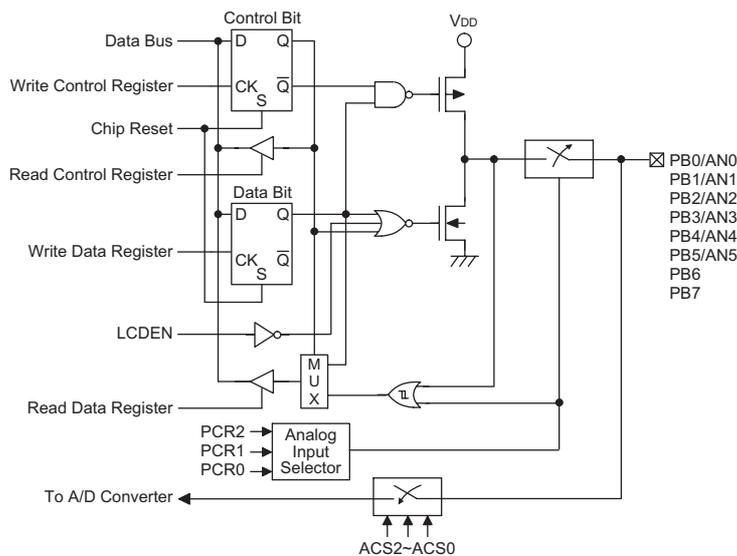 Control Bit
VDD
Data Bus
D
Q
Write Control Register
CK
Q
S
Chip Reset
Read Control Register
Data Bit
D
Q
Write Data Register
CK
Q
S
PB0/AN0
PB1/AN1
PB2/AN2
PB3/AN3
PB4/AN4
PB5/AN5
PB6
PB7
LCDEN
M
U
X
Read Data Register
PCR2
PCR1
PCR0
Analog
Input
Selector
To A/D Converter
ACS2~ACS0